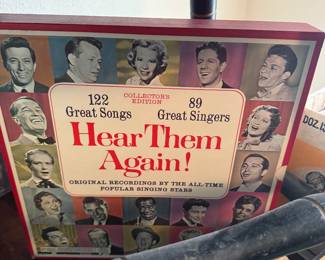 COLLECTOR'S
EDITION
122
Great Songs
89
Great Singers
Hear Them
Again!
ORIGINAL RECORDINGS BY THE ALL-TIME
POPULAR SINGING STARS
DOZ.